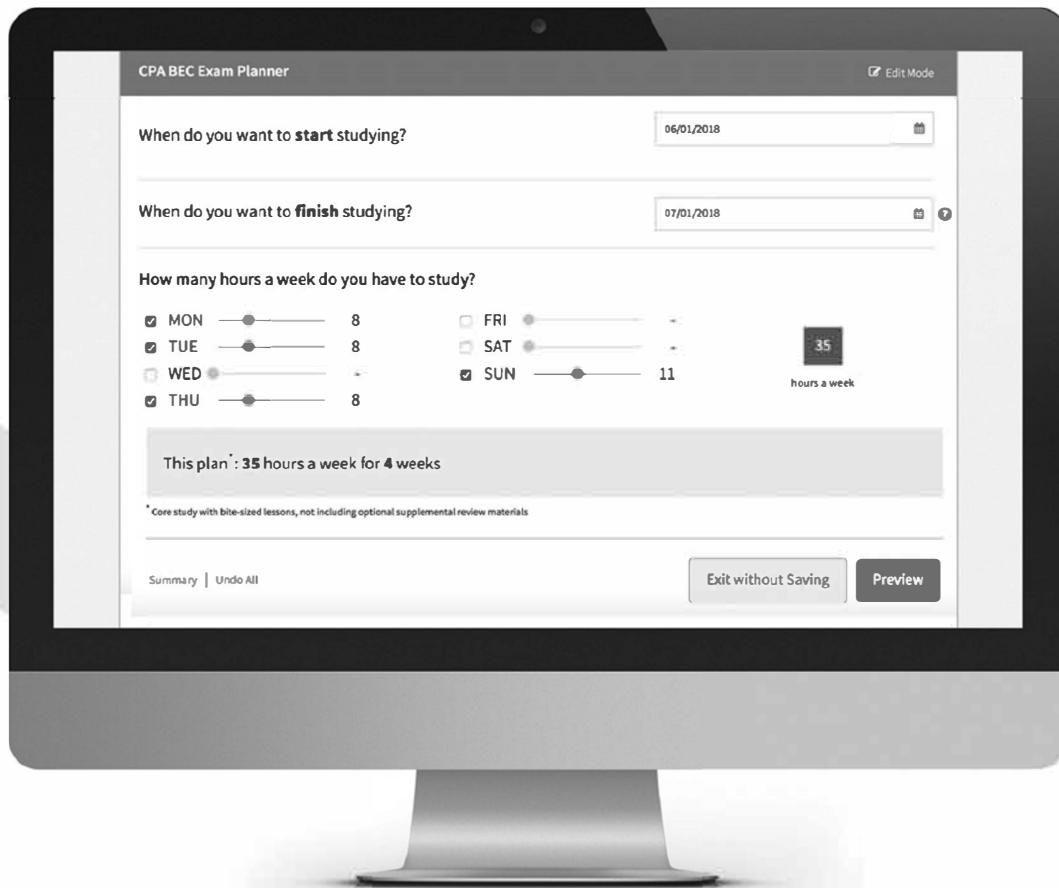 CPA BEC Exam Planner
Edit Mode
When do you want to start studying?
06/01/2018
When do you want to finish studying?
07/01/2018
?
How many hours a week do you have to study?
MON 8
TUE 8
WED -
THU 8
FRI -
SAT -
SUN 11
35
hours a week
This plan*: 35 hours a week for 4 weeks
* Core study with bite-sized lessons, not including optional supplemental review materials
Summary | Undo All
Exit without Saving
Preview